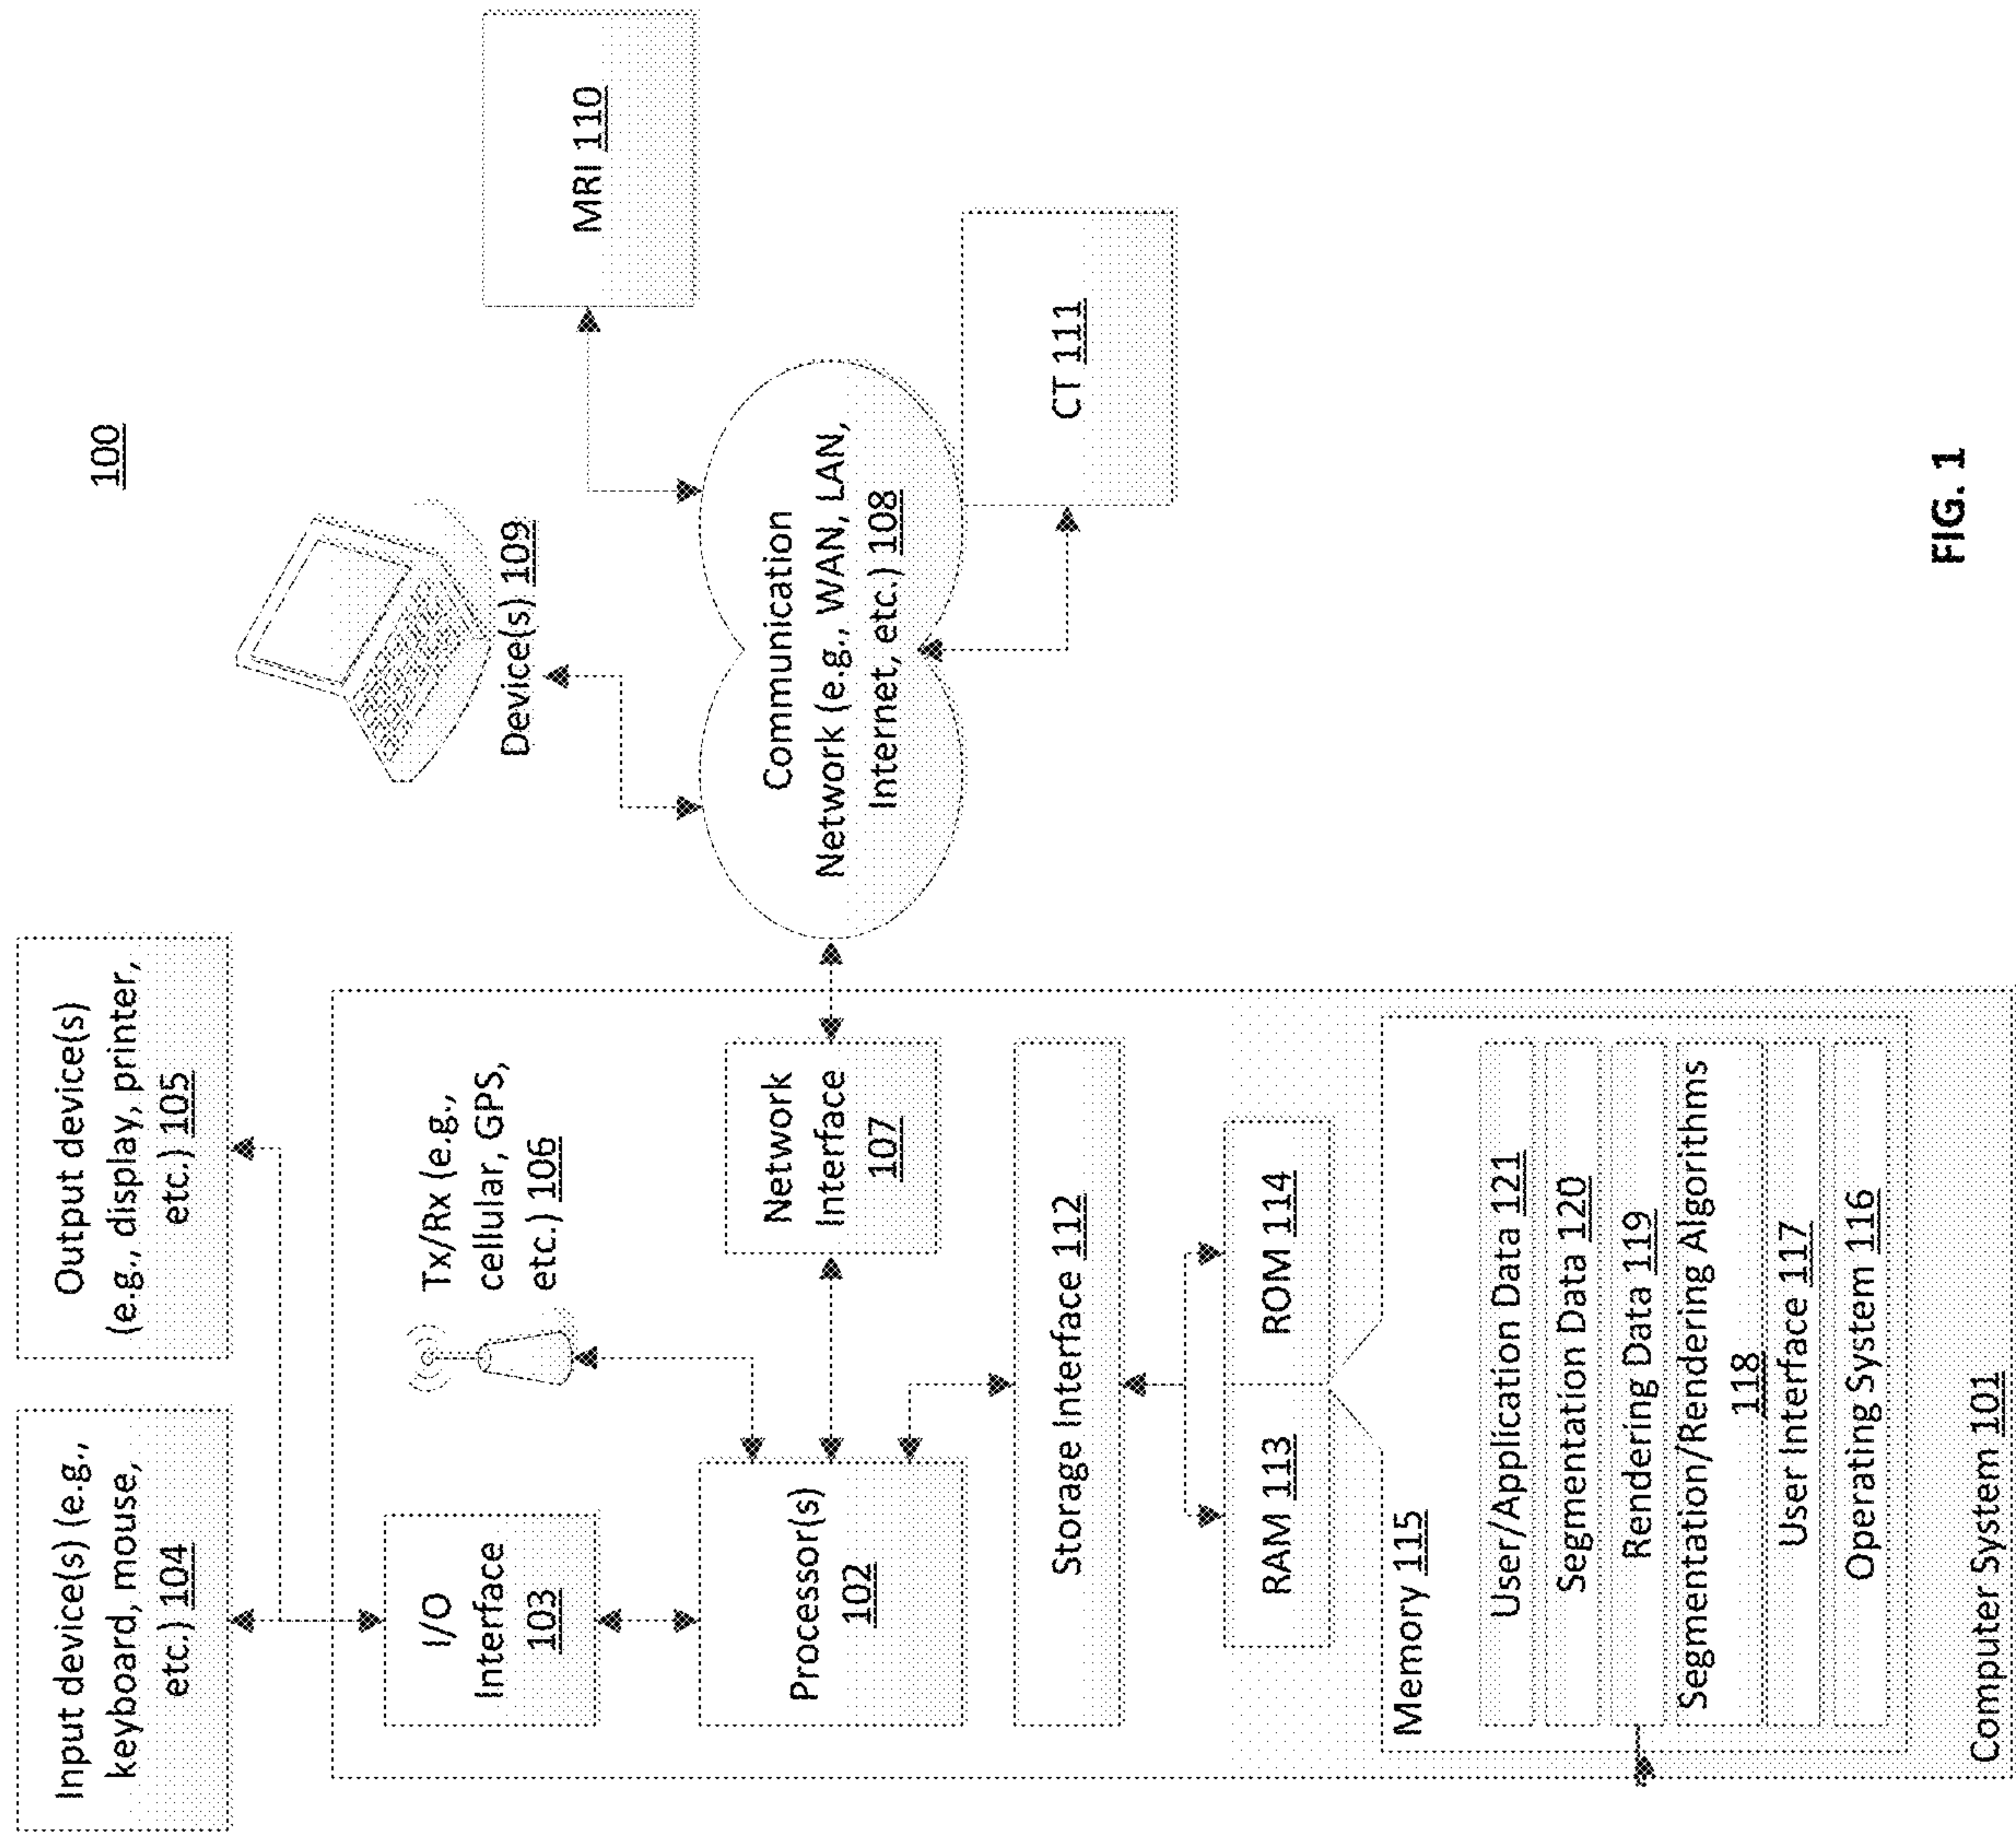 100
Input device(s) (e.g.,
keyboard, mouse,
etc.) 104
Output device(s)
(e.g., display, printer,
etc.) 105
I/O
Interface
103
Tx/Rx (e.g.,
cellular, GPS,
etc.) 106
Processor(s)
102
Network
Interface
107
Device(s) 109
Communication
Network (e.g., WAN, LAN,
Internet, etc.) 108
MRI 110
CT 111
Storage Interface 112
RAM 113
ROM 114
Memory 115
User/Application Data 121
Segmentation Data 120
Rendering Data 119
Segmentation/Rendering Algorithms
118
User Interface 117
Operating System 116
Computer System 101
FIG. 1